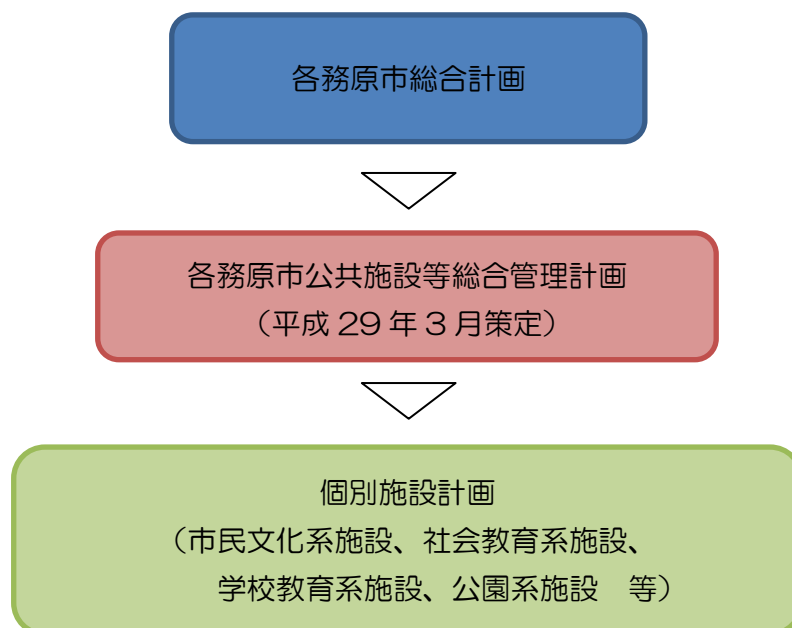 各務原市総合計画
各務原市公共施設等総合管理計画
（平成 29 年 3 月策定）
個別施設計画
（市民文化系施設、社会教育系施設、
学校教育系施設、公園系施設　等）